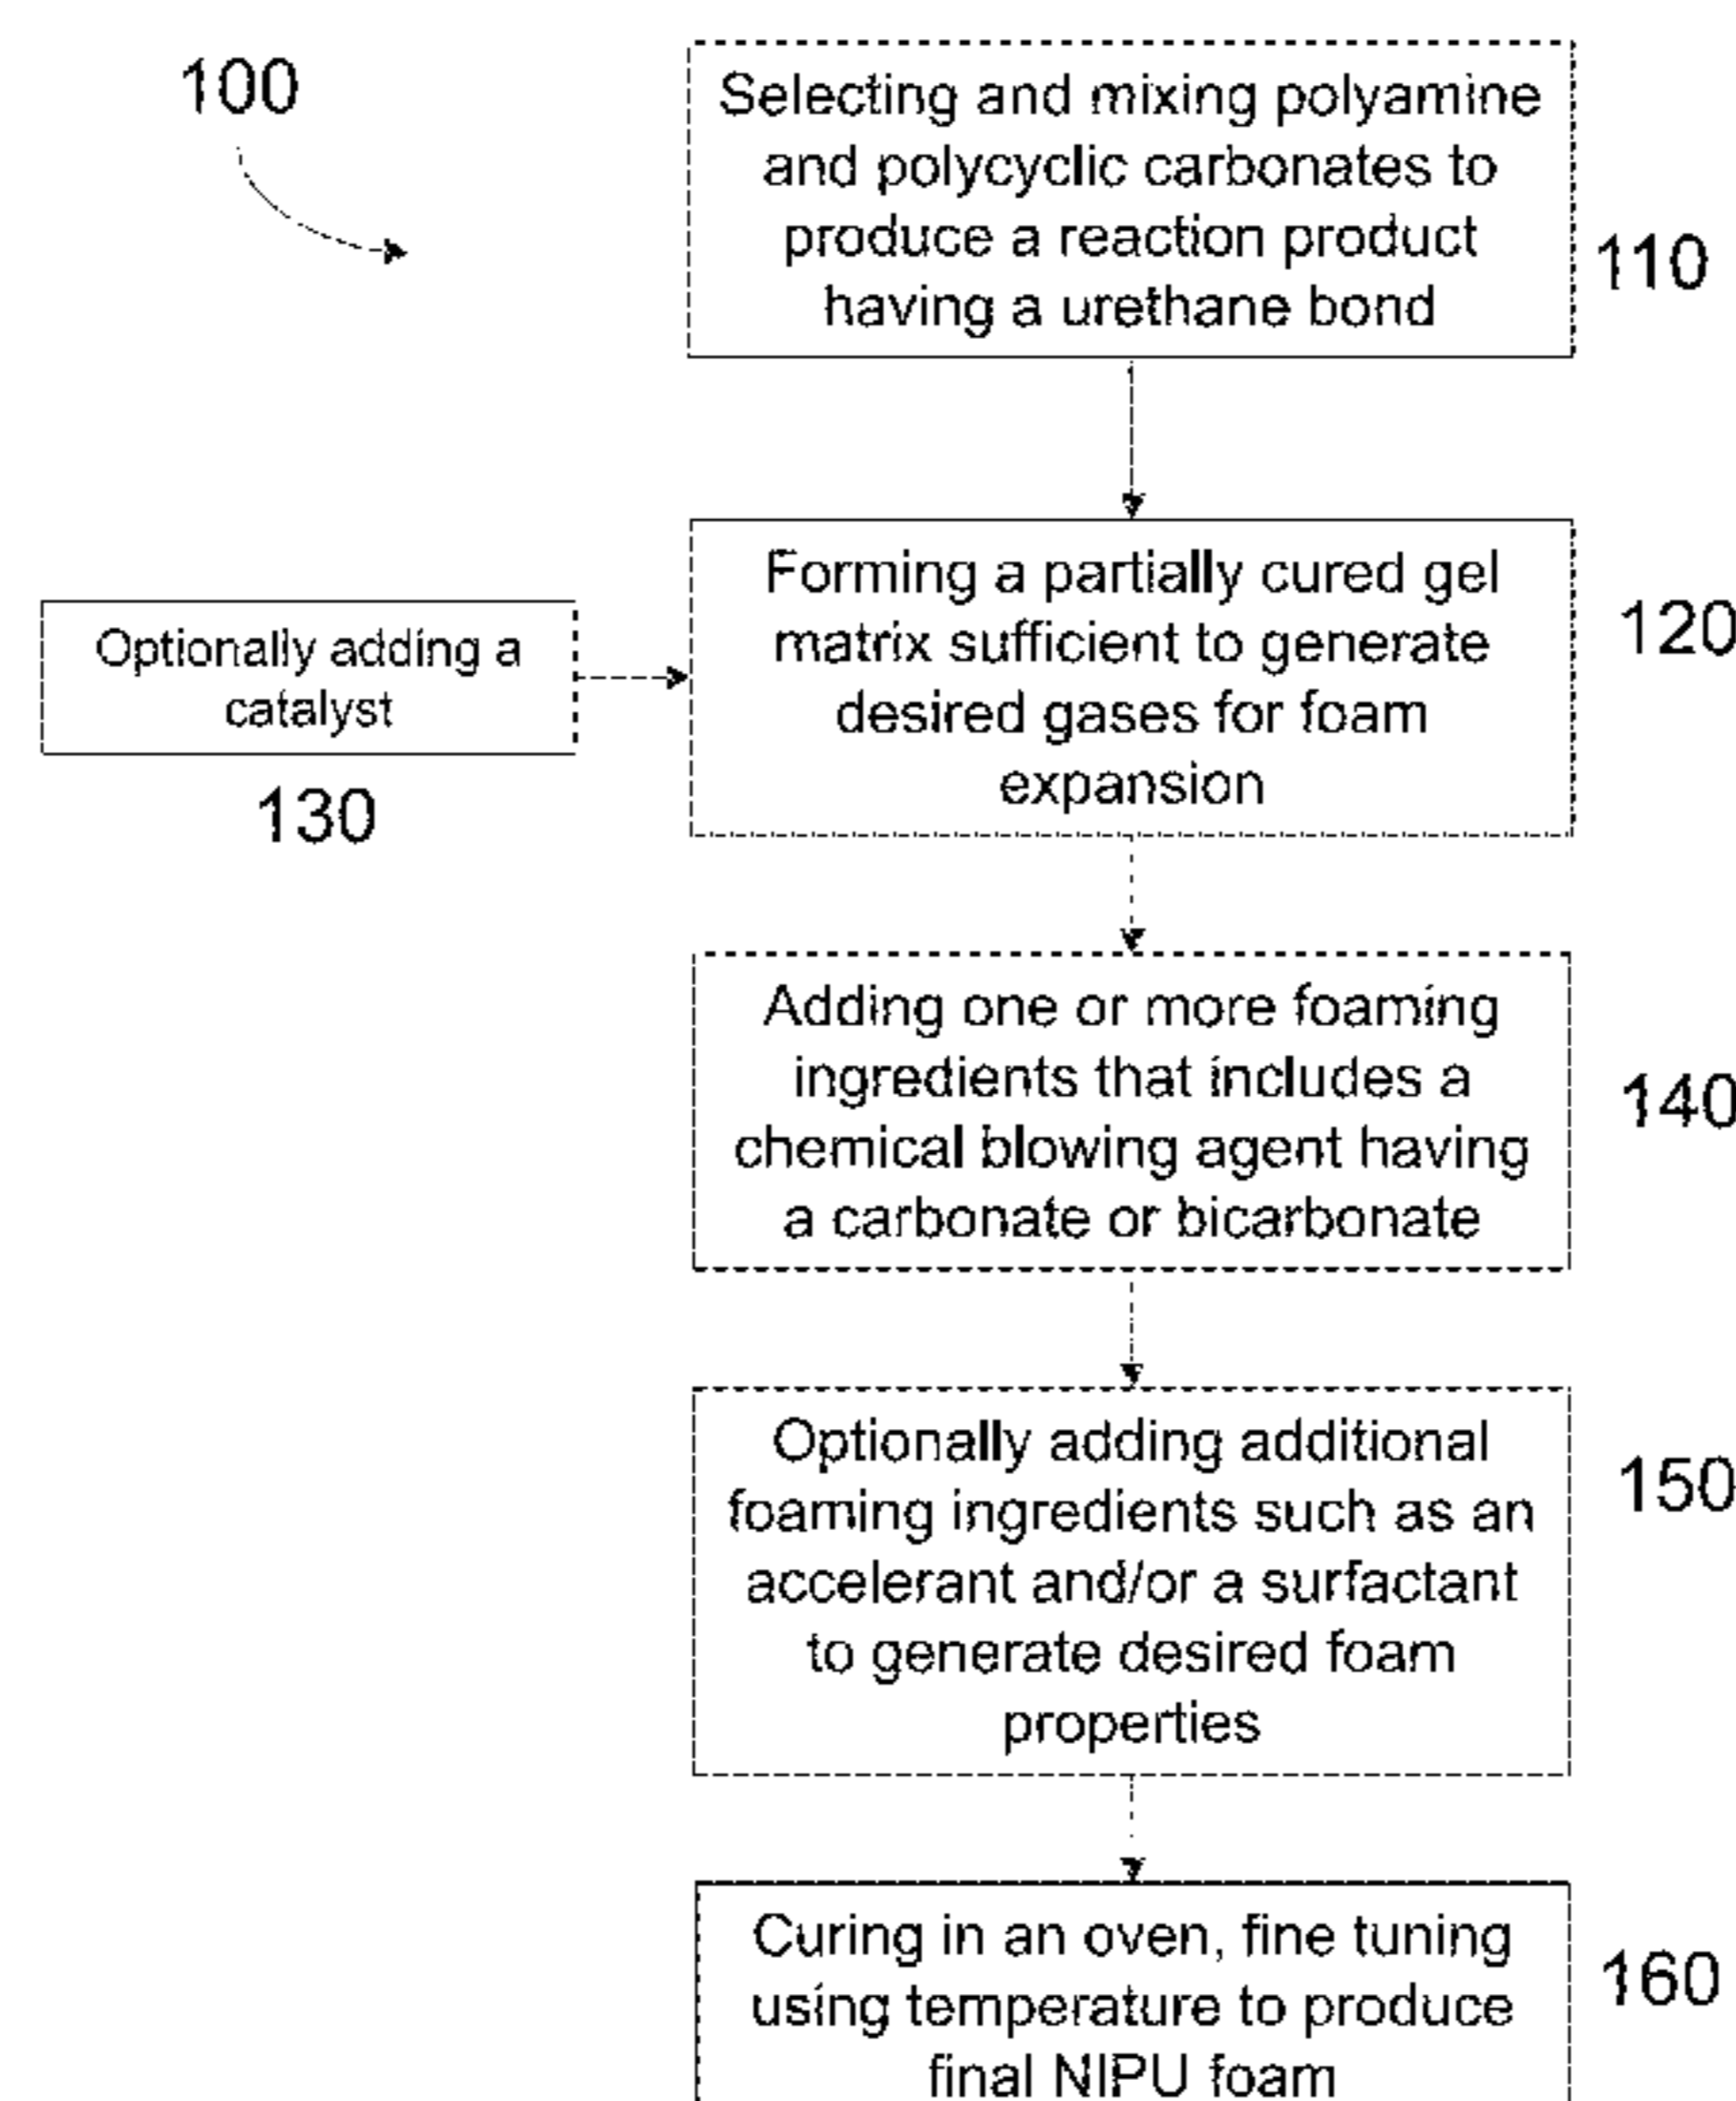 100
Selecting and mixing polyamine
and polycyclic carbonates to
produce a reaction product
having a urethane bond
110
Forming a partially cured gel
matrix sufficient to generate
desired gases for foam
expansion
120
Optionally adding a
catalyst
130
Adding one or more foaming
ingredients that includes a
chemical blowing agent having
a carbonate or bicarbonate
140
Optionally adding additional
foaming ingredients such as an
accelerant and/or a surfactant
to generate desired foam
properties
150
Curing in an oven, fine tuning
using temperature to produce
final NIPU foam
160